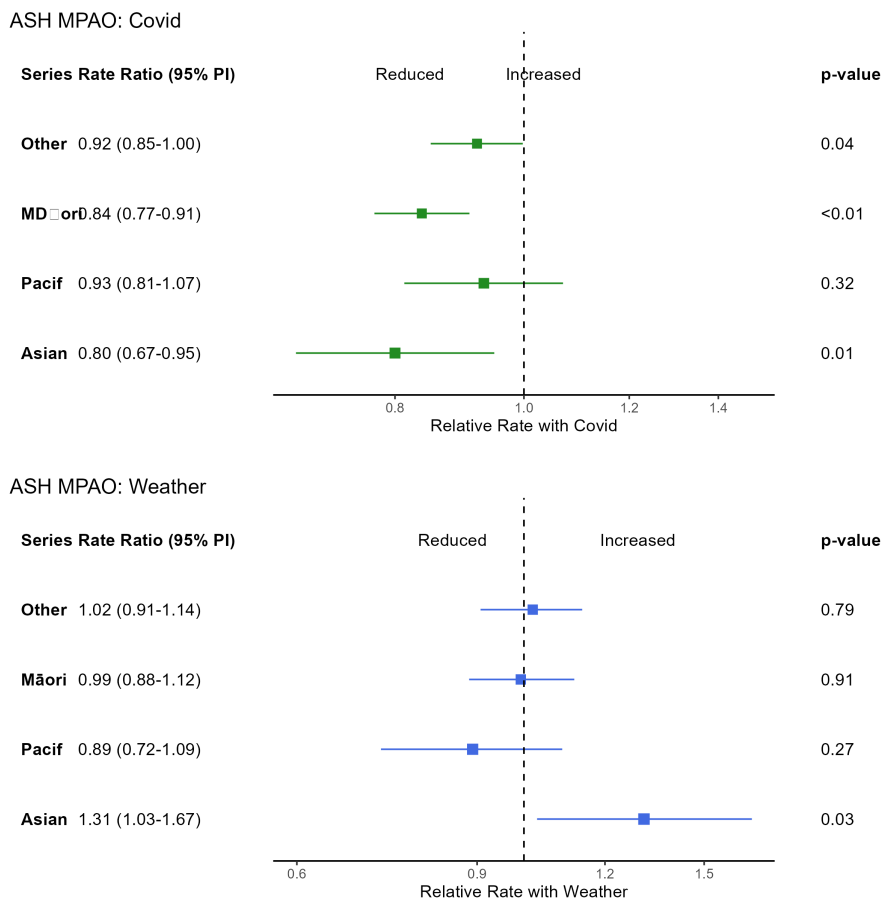 ASH MPAO: Covid
Series Rate Ratio (95% PI) Reduced Increased p-value
Other 0.92 (0.85-1.00) 0.04
MD□ori 0.84 (0.77-0.91) <0.01
Pacif 0.93 (0.81-1.07) 0.32
Asian 0.80 (0.67-0.95) 0.01
0.8 1.0 1.2 1.4
Relative Rate with Covid
ASH MPAO: Weather
Series Rate Ratio (95% PI) Reduced Increased p-value
Other 1.02 (0.91-1.14) 0.79
Māori 0.99 (0.88-1.12) 0.91
Pacif 0.89 (0.72-1.09) 0.27
Asian 1.31 (1.03-1.67) 0.03
0.6 0.9 1.2 1.5
Relative Rate with Weather